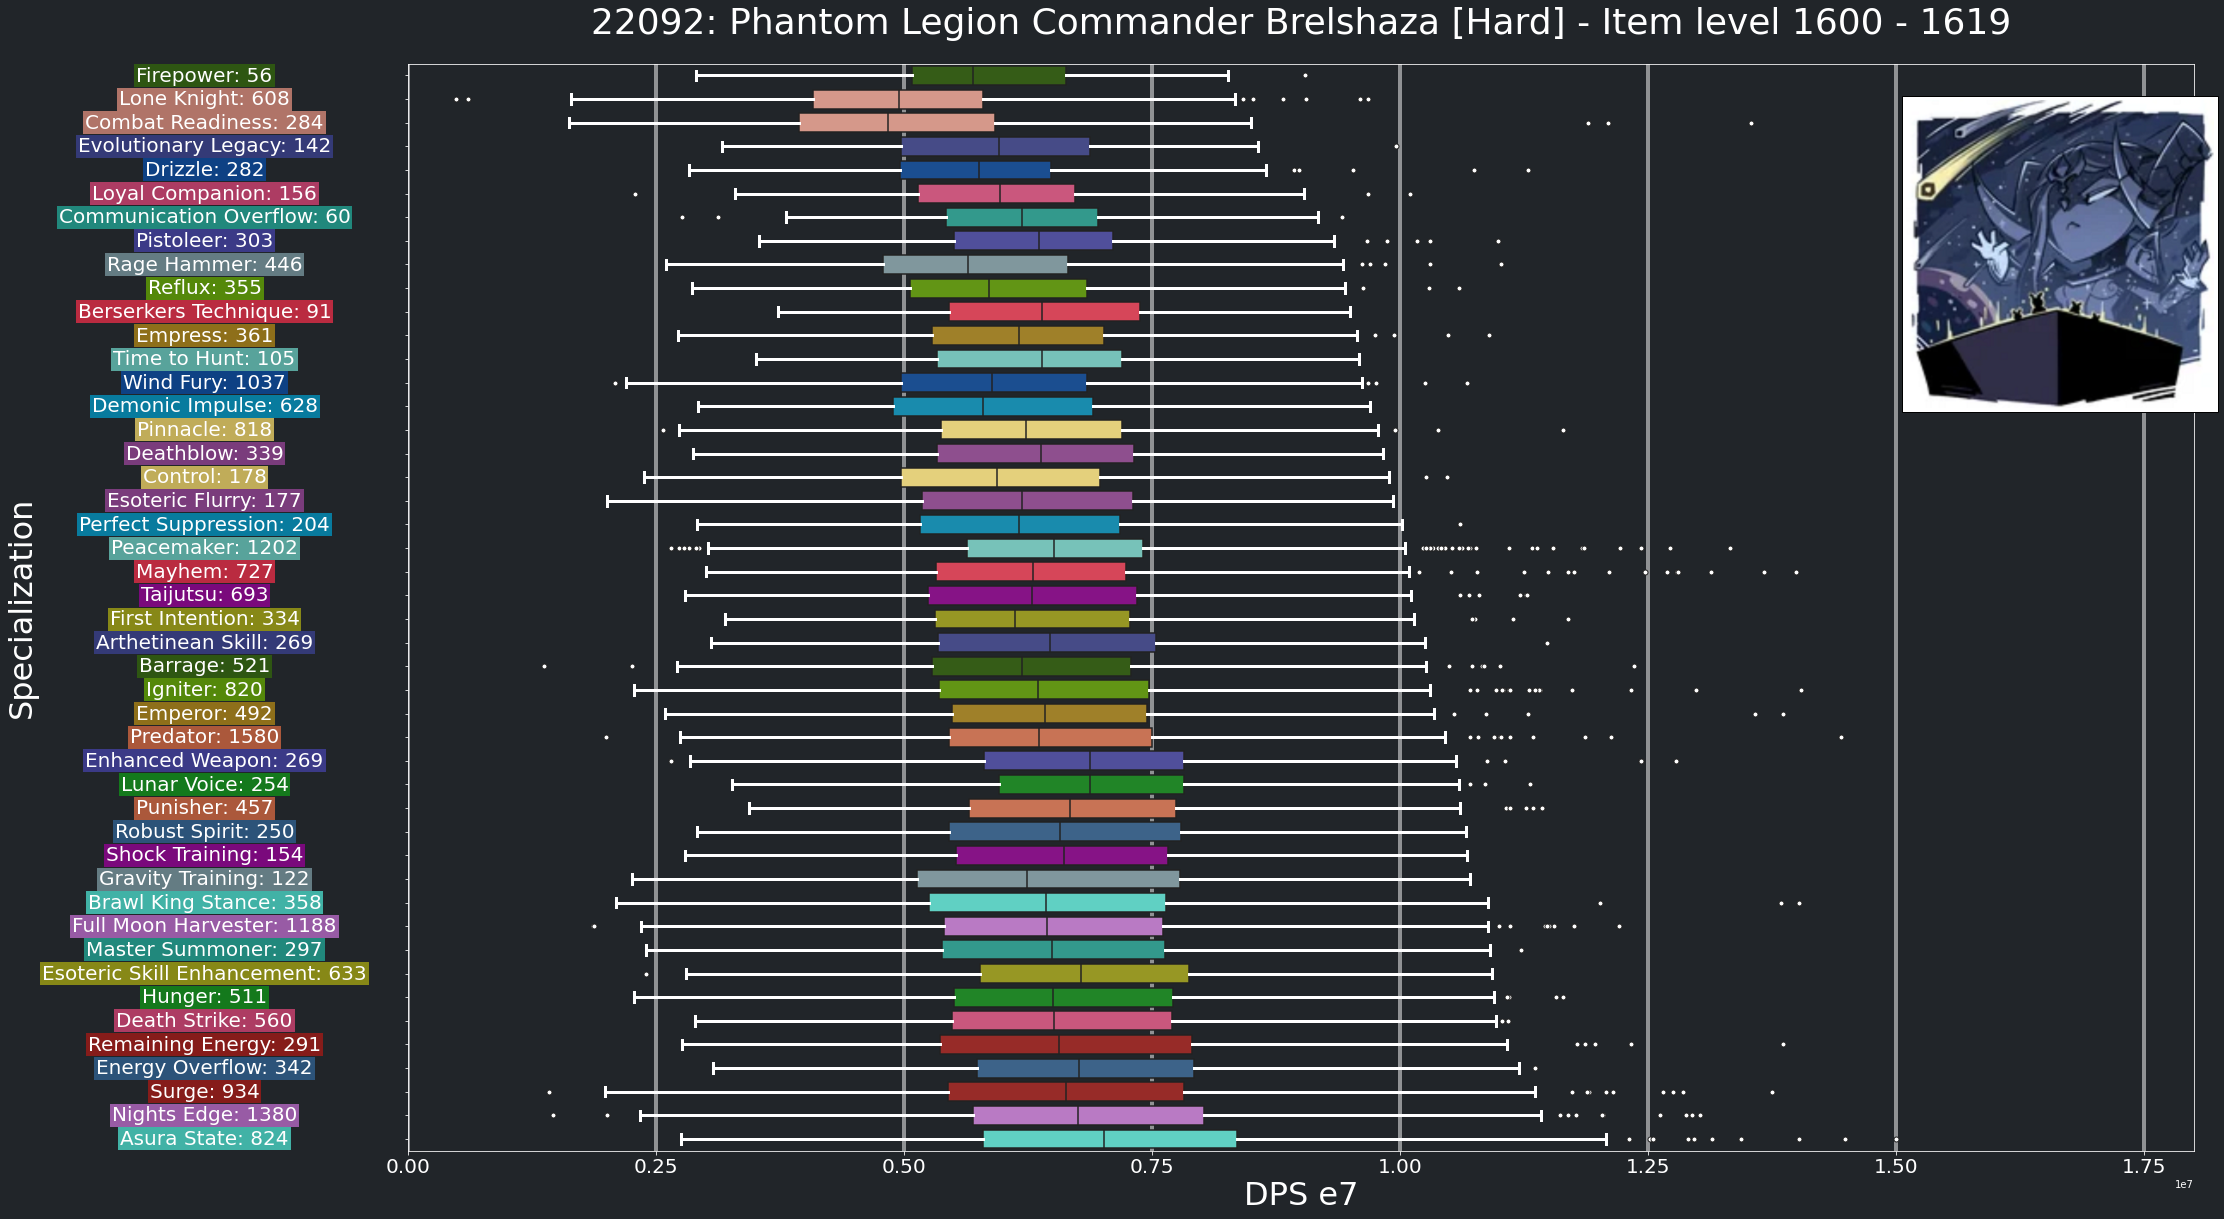 22092: Phantom Legion Commander Brelshaza [Hard] - Item level 1600 - 1619
Firepower: 56
Lone Knight: 608
Combat Readiness: 284
Evolutionary Legacy: 142
Drizzle: 282
Loyal Companion: 156
Communication Overflow: 60
Pistoleer: 303
Rage Hammer: 446
Reflux: 355
Berserkers Technique: 91
Empress: 361
Time to Hunt: 105
Wind Fury: 1037
Demonic Impulse: 628
Pinnacle: 818
Deathblow: 339
Control: 178
Esoteric Flurry: 177
Perfect Suppression: 204
Peacemaker: 1202
Mayhem: 727
Taijutsu: 693
First Intention: 334
Arthetinean Skill: 269
Barrage: 521
Igniter: 820
Emperor: 492
Predator: 1580
Enhanced Weapon: 269
Lunar Voice: 254
Punisher: 457
Robust Spirit: 250
Shock Training: 154
Gravity Training: 122
Brawl King Stance: 358
Full Moon Harvester: 1188
Master Summoner: 297
Esoteric Skill Enhancement: 633
Hunger: 511
Death Strike: 560
Remaining Energy: 291
Energy Overflow: 342
Surge: 934
Nights Edge: 1380
Asura State: 824
Specialization
0.00 0.25 0.50 0.75 1.00 1.25 1.50 1.75
DPS e7
1e7